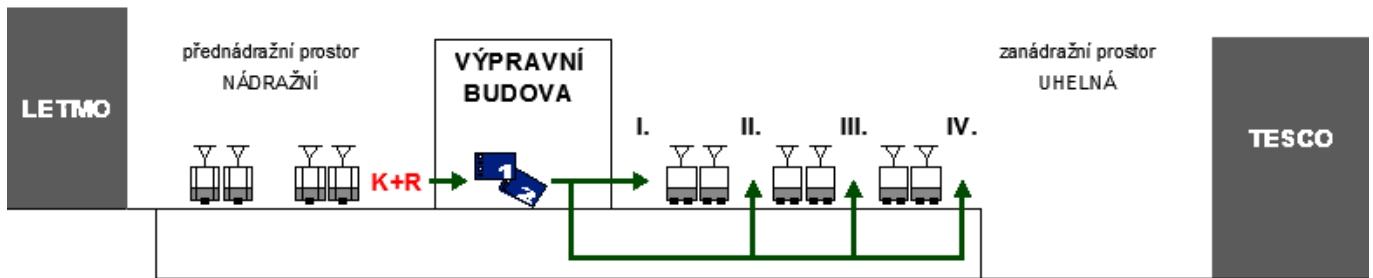 LETMO
přednádražní prostor
NÁDRAŽNÍ
K+R
VÝPRAVNÍ
BUDOVA
1
2
I.
II.
III.
IV.
zanádražní prostor
UHELNÁ
TESCO